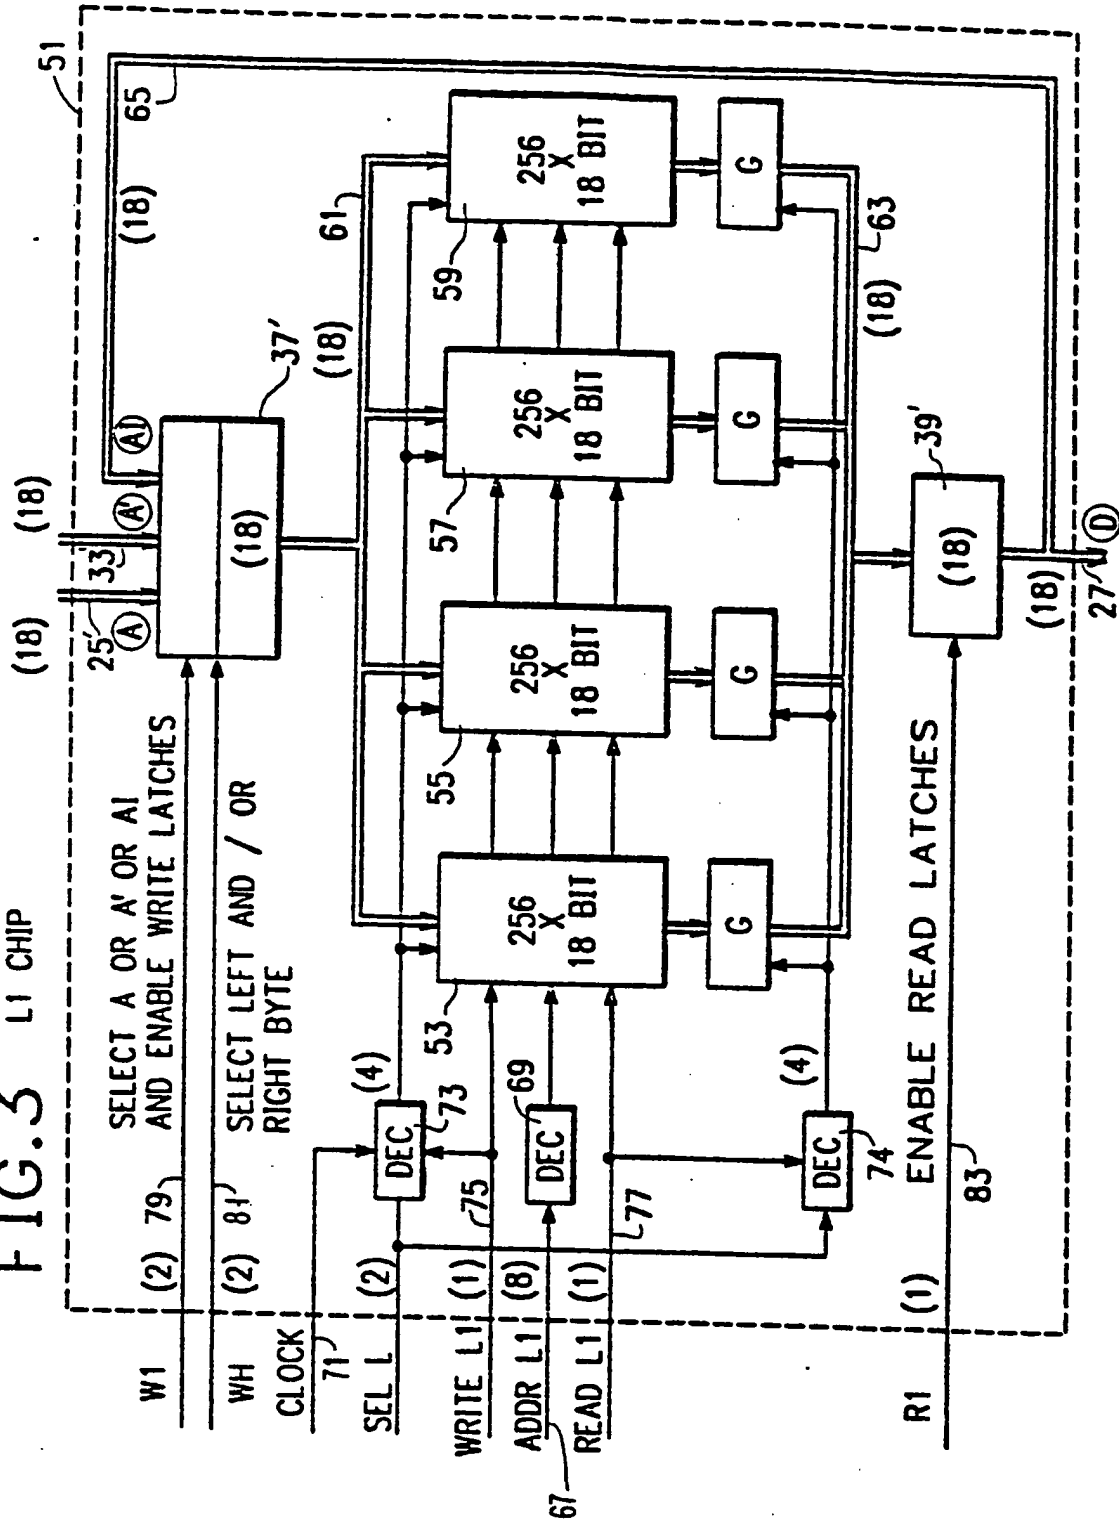 FIG. 3 L1 CHIP
51
65
(18)
(18)
(18)
25'
33'
(A)
(A')
(AI)
37'
(18)
W1 (2) 79
SELECT A OR A' OR AI
AND ENABLE WRITE LATCHES
WH (2) 81
SELECT LEFT AND / OR
RIGHT BYTE
(18)
61
CLOCK
71
SEL L (2)
DEC
73
(4)
WRITE L1 (1) 75
ADDR L1 (8)
67
DEC
69
READ L1 (1) 77
53
256
X
18 BIT
55
256
X
18 BIT
57
256
X
18 BIT
59
256
X
18 BIT
G
G
G
G
DEC
74
(4)
(18)
63
R1 (1) 83
ENABLE READ LATCHES
39'
(18)
(18)
27
(D)